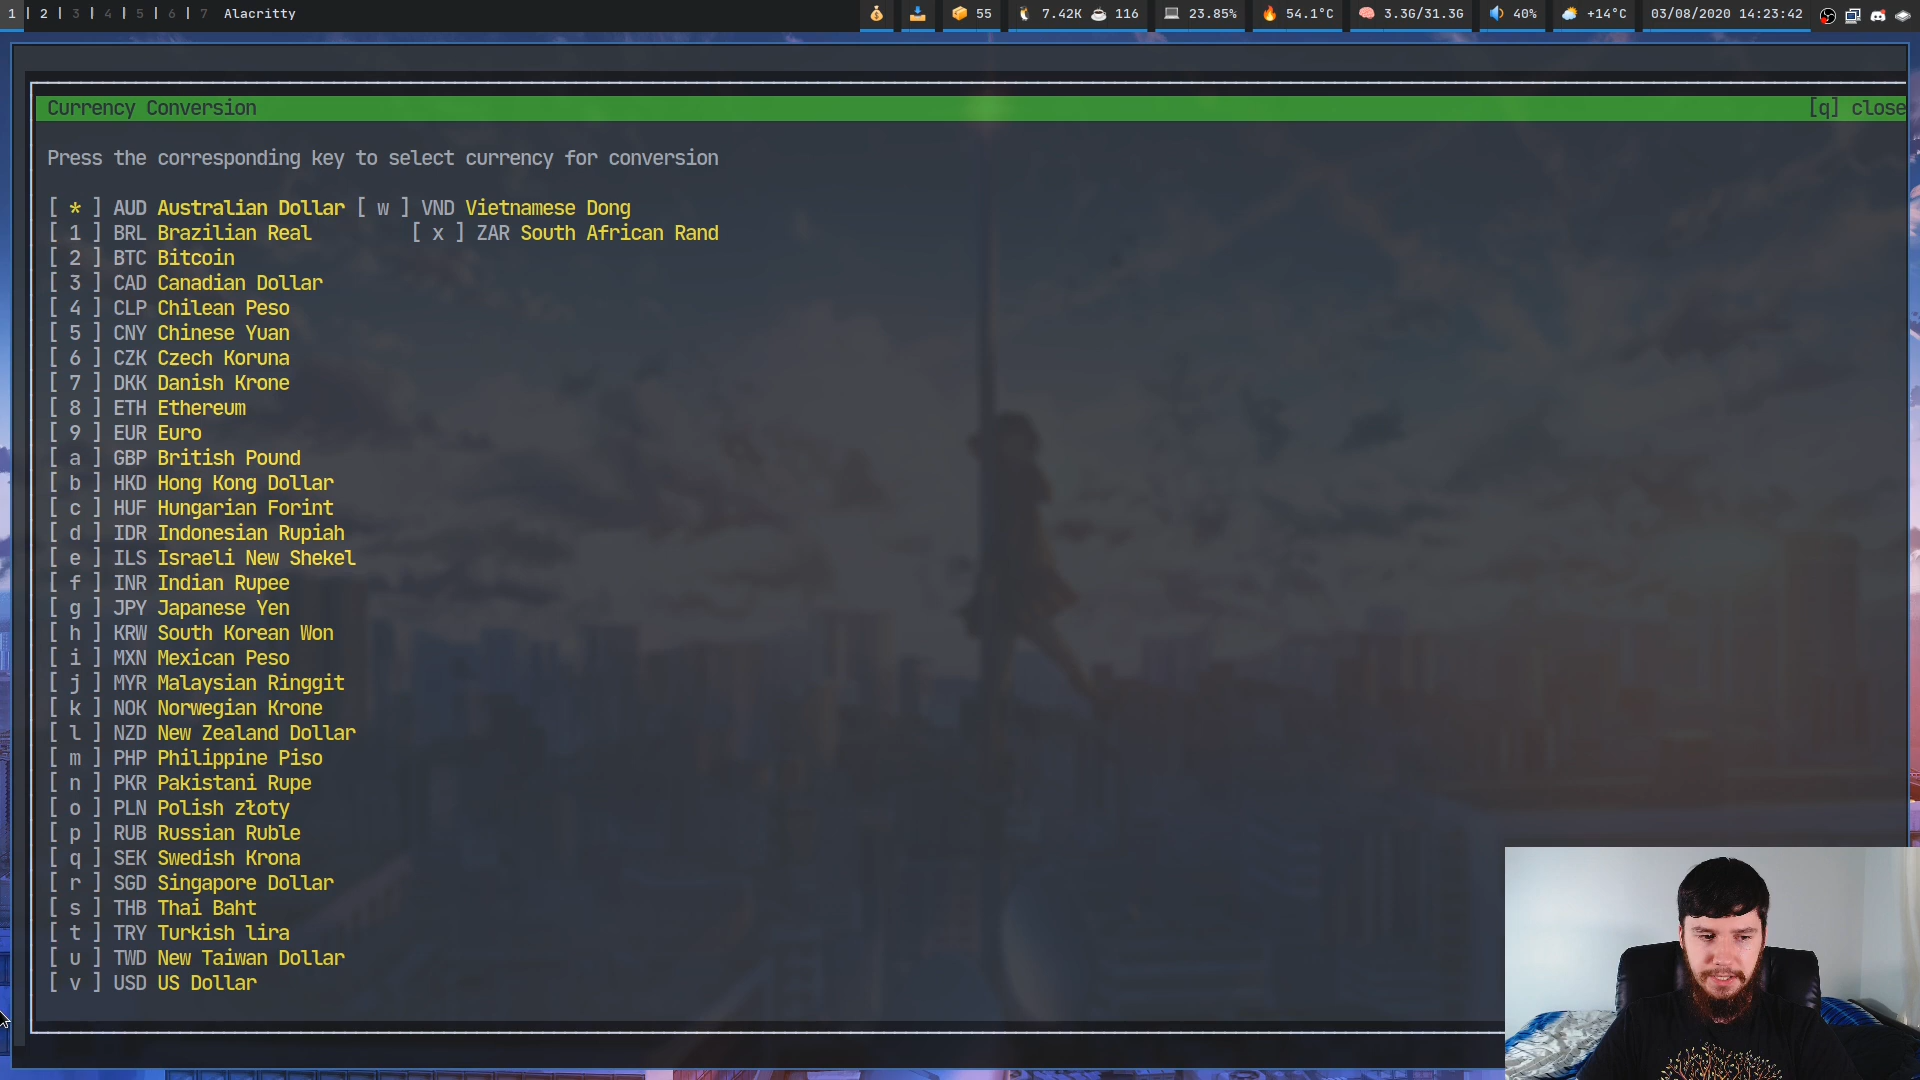 1 | 2 | 3 | 4 | 5 | 6 | 7 Alacritty 55 7.42K 116 23.85% 54.1°C 3.3G/31.3G 40% +14°C 03/08/2020 14:23:42
Currency Conversion [q] close
Press the corresponding key to select currency for conversion
[ * ] AUD Australian Dollar [ w ] VND Vietnamese Dong
[ 1 ] BRL Brazilian Real [ x ] ZAR South African Rand
[ 2 ] BTC Bitcoin
[ 3 ] CAD Canadian Dollar
[ 4 ] CLP Chilean Peso
[ 5 ] CNY Chinese Yuan
[ 6 ] CZK Czech Koruna
[ 7 ] DKK Danish Krone
[ 8 ] ETH Ethereum
[ 9 ] EUR Euro
[ a ] GBP British Pound
[ b ] HKD Hong Kong Dollar
[ c ] HUF Hungarian Forint
[ d ] IDR Indonesian Rupiah
[ e ] ILS Israeli New Shekel
[ f ] INR Indian Rupee
[ g ] JPY Japanese Yen
[ h ] KRW South Korean Won
[ i ] MXN Mexican Peso
[ j ] MYR Malaysian Ringgit
[ k ] NOK Norwegian Krone
[ l ] NZD New Zealand Dollar
[ m ] PHP Philippine Piso
[ n ] PKR Pakistani Rupe
[ o ] PLN Polish złoty
[ p ] RUB Russian Ruble
[ q ] SEK Swedish Krona
[ r ] SGD Singapore Dollar
[ s ] THB Thai Baht
[ t ] TRY Turkish lira
[ u ] TWD New Taiwan Dollar
[ v ] USD US Dollar